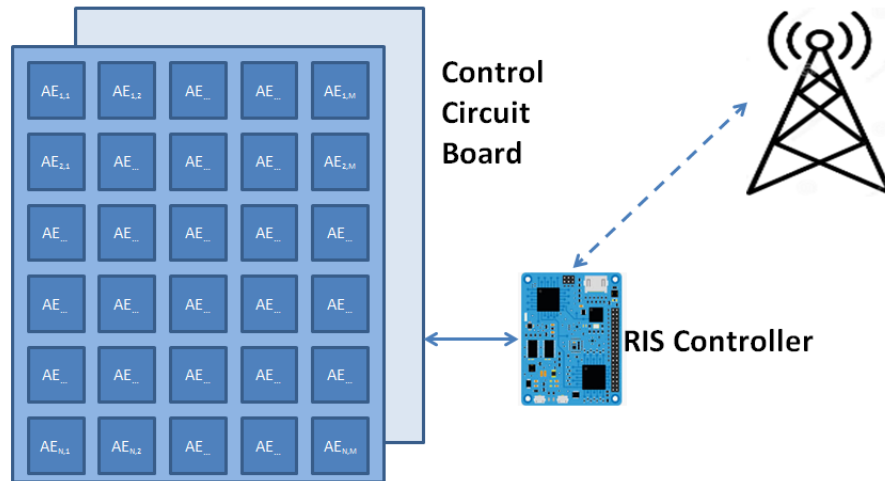 AE1,1 AE1,2 AE... AE... AE1,M
AE2,1 AE... AE... AE... AE2,M
AE... AE... AE... AE... AE...
AE... AE... AE... AE... AE...
AE... AE... AE... AE... AE...
AEN,1 AEN,2 AE... AE... AEN,M
Control
Circuit
Board
RIS Controller